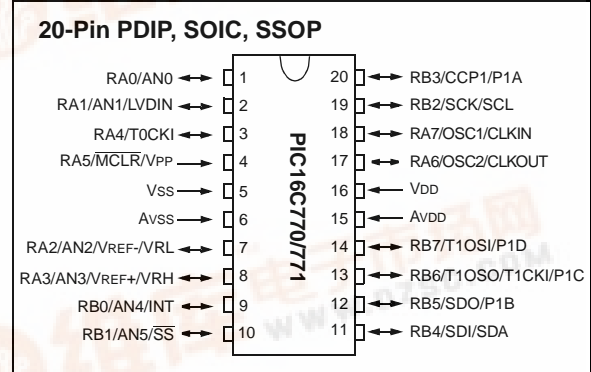 20-Pin PDIP, SOIC, SSOP
RA0/AN0 1 20 RB3/CCP1/P1A
RA1/AN1/LVDIN 2 19 RB2/SCK/SCL
RA4/T0CKI 3 18 RA7/OSC1/CLKIN
RA5/MCLR/VPP 4 17 RA6/OSC2/CLKOUT
VSS 5 16 VDD
AVSS 6 15 AVDD
RA2/AN2/VREF-/VRL 7 14 RB7/T1OSI/P1D
RA3/AN3/VREF+/VRH 8 13 RB6/T1OSO/T1CKI/P1C
RB0/AN4/INT 9 12 RB5/SDO/P1B
RB1/AN5/SS 10 11 RB4/SDI/SDA
PIC16C770/771